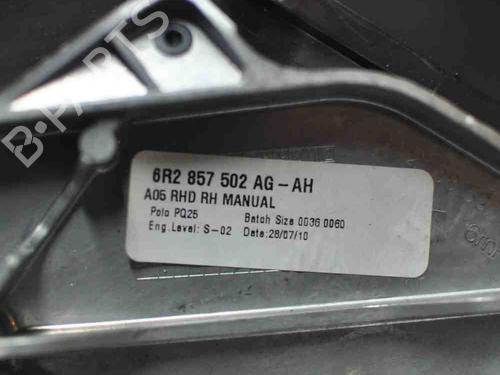 B-PARTS
6R2 857 502 AG-AH
A05 RHD RH MANUAL
Polo PQ25 Batch Size 0036 0060
Eng.Level: S-02 Date:28/07/10